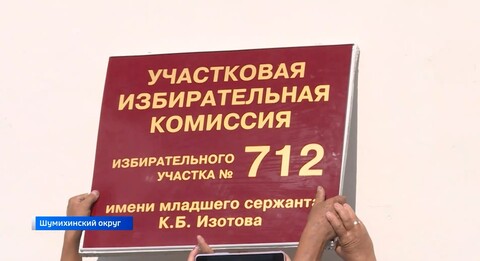 УЧАСТКОВАЯ
ИЗБИРАТЕЛЬНАЯ
КОМИССИЯ
ИЗБИРАТЕЛЬНОГО
УЧАСТКА № 712
имени младшего сержанта
К.Б. Изотова
Шумихинский округ